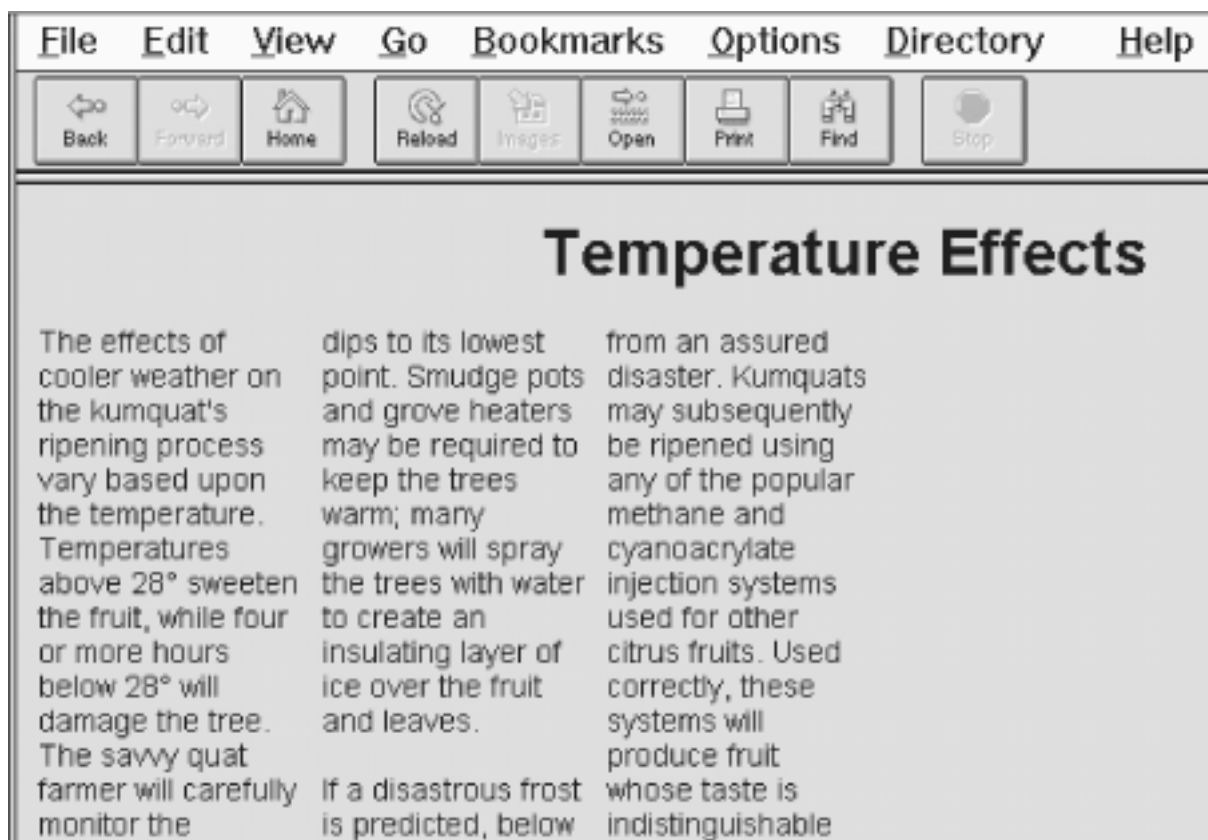 File Edit View Go Bookmarks Options Directory Help
Back Forward Home Reload Images Open Print Find Stop
Temperature Effects
The effects of
cooler weather on
the kumquat's
ripening process
vary based upon
the temperature.
Temperatures
above 28° sweeten
the fruit, while four
or more hours
below 28° will
damage the tree.
The savvy quat
farmer will carefully
monitor the
dips to its lowest
point. Smudge pots
and grove heaters
may be required to
keep the trees
warm; many
growers will spray
the trees with water
to create an
insulating layer of
ice over the fruit
and leaves.
If a disastrous frost
is predicted, below
from an assured
disaster. Kumquats
may subsequently
be ripened using
any of the popular
methane and
cyanoacrylate
injection systems
used for other
citrus fruits. Used
correctly, these
systems will
produce fruit
whose taste is
indistinguishable